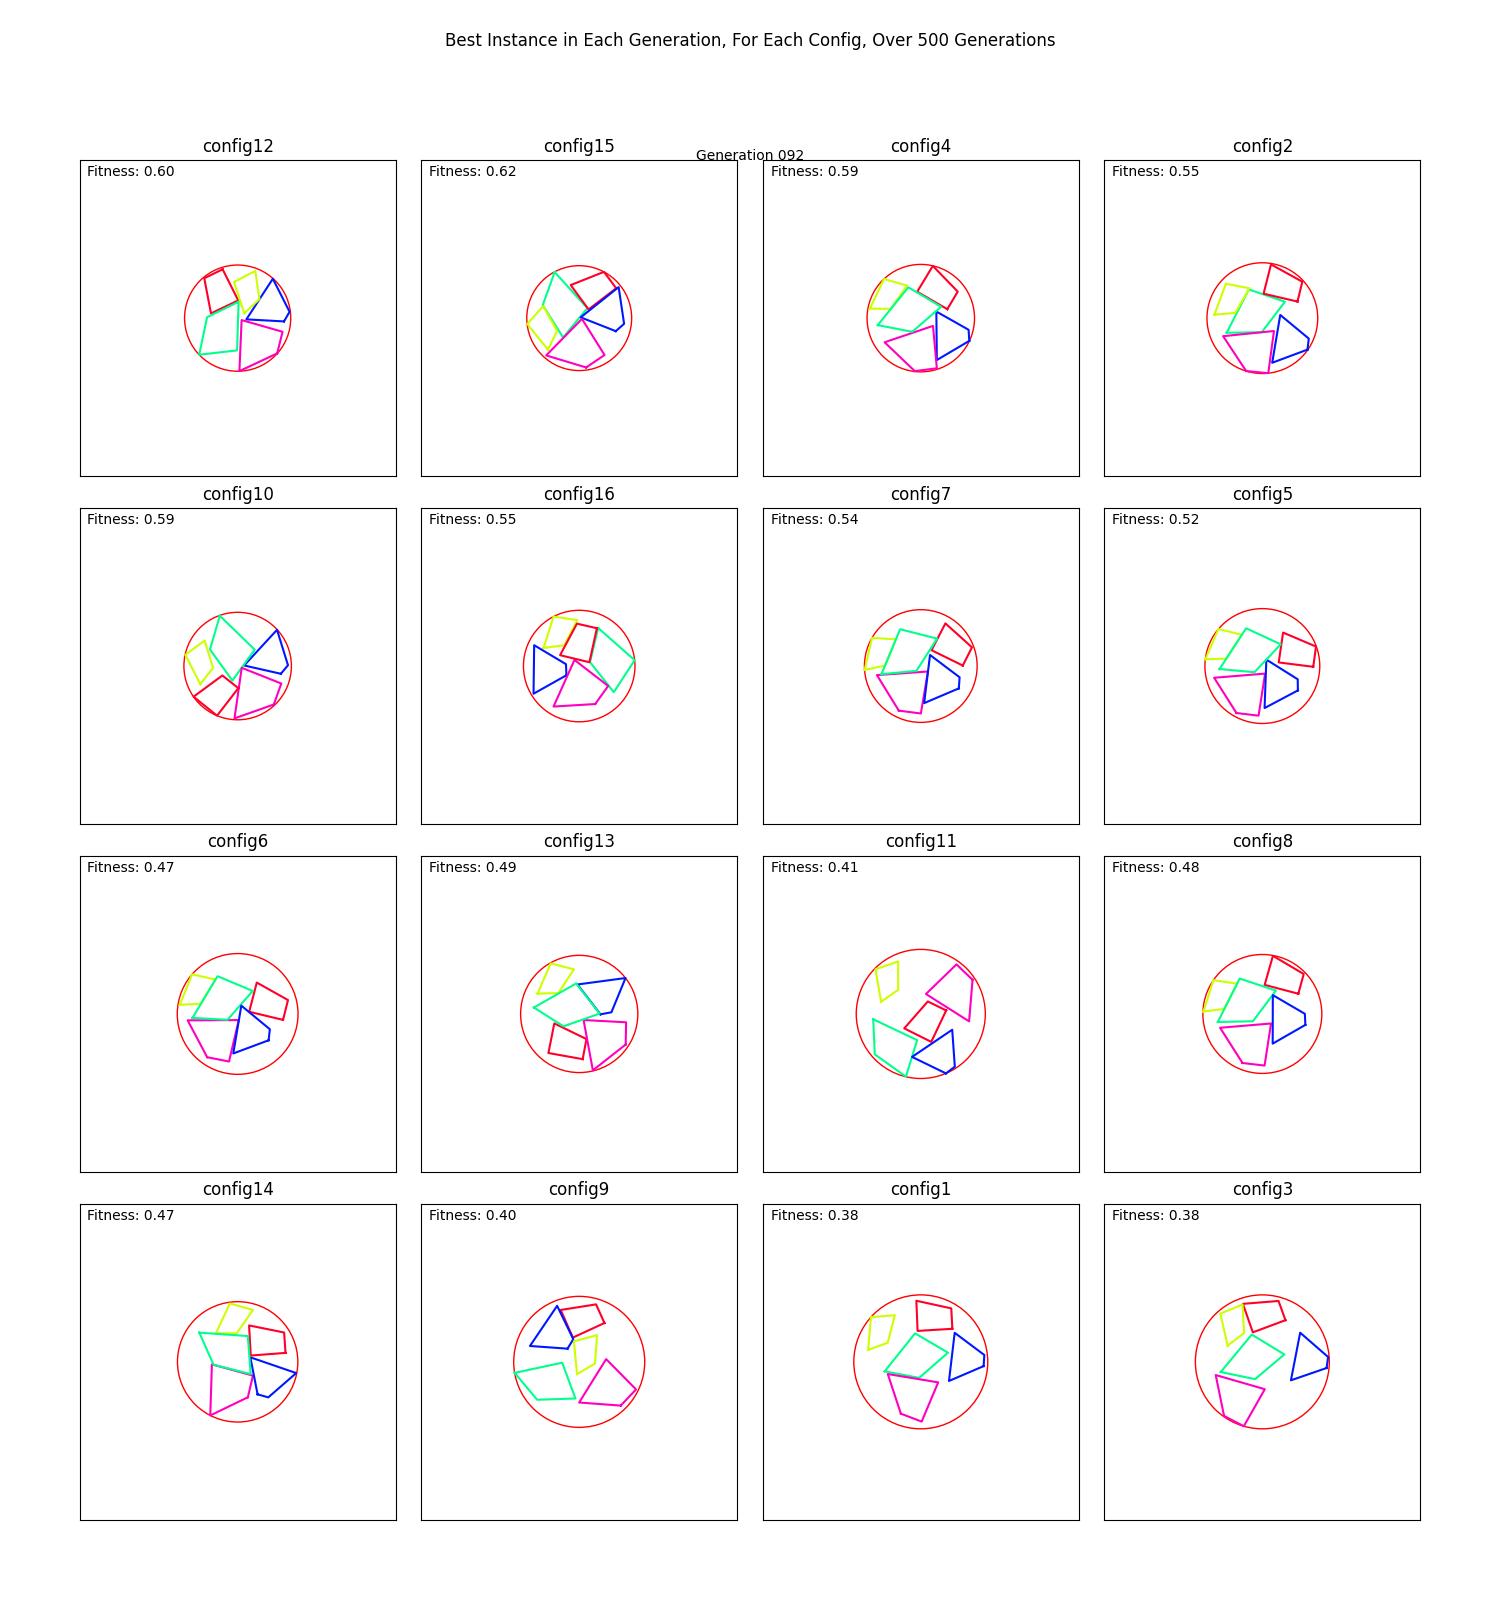 Best Instance in Each Generation, For Each Config, Over 500 Generations
Generation 092
config12
Fitness: 0.60
config15
Fitness: 0.62
config4
Fitness: 0.59
config2
Fitness: 0.55
config10
Fitness: 0.59
config16
Fitness: 0.55
config7
Fitness: 0.54
config5
Fitness: 0.52
config6
Fitness: 0.47
config13
Fitness: 0.49
config11
Fitness: 0.41
config8
Fitness: 0.48
config14
Fitness: 0.47
config9
Fitness: 0.40
config1
Fitness: 0.38
config3
Fitness: 0.38